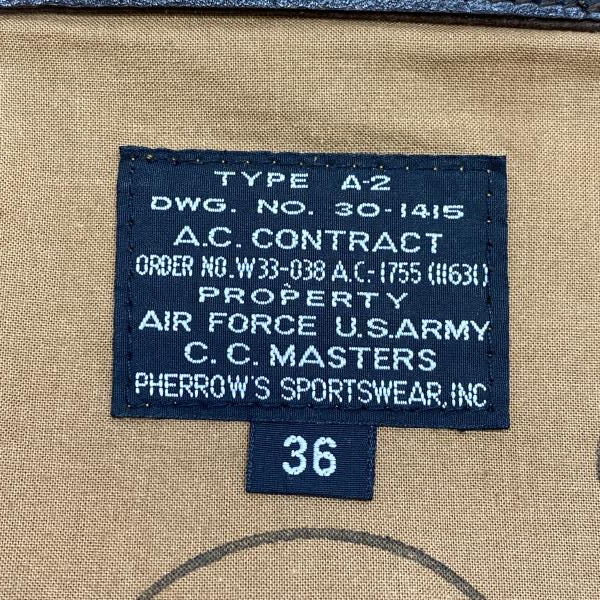 TYPE A-2
DWG. NO. 30-1415
A.C. CONTRACT
ORDER NO. W33-038 A.C.-1755 (11631)
PROPERTY
AIR FORCE U.S. ARMY
C. C. MASTERS
PHERROW'S SPORTSWEAR, INC
36